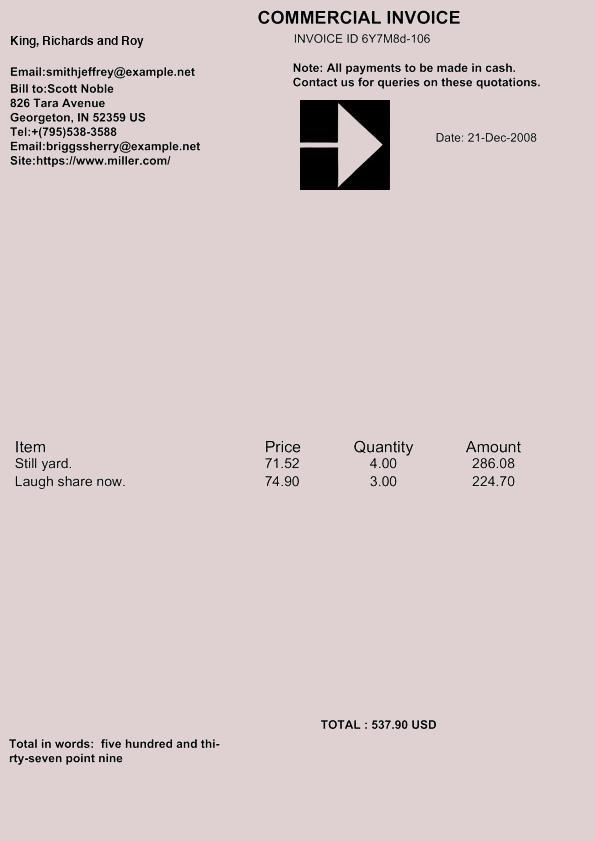 COMMERCIAL INVOICE
King, Richards and Roy
INVOICE ID 6Y7M8d-106
Email:smithjeffrey@example.net
Note: All payments to be made in cash.
Contact us for queries on these quotations.
Bill to:Scott Noble
826 Tara Avenue
Georgeton, IN 52359 US
Tel:+(795)538-3588
Email:briggssherry@example.net
Site:https://www.miller.com/
Date: 21-Dec-2008
Item Price Quantity Amount
Still yard. 71.52 4.00 286.08
Laugh share now. 74.90 3.00 224.70
TOTAL : 537.90 USD
Total in words:  five hundred and thi-
rty-seven point nine